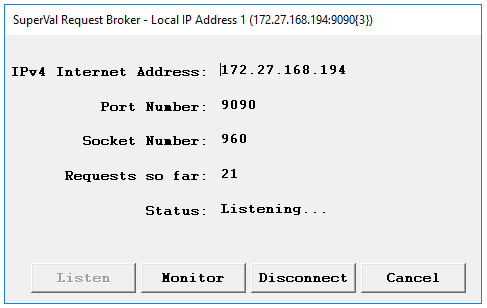 SuperVal Request Broker - Local IP Address 1 (172.27.168.194:9090{3})
IPv4 Internet Address: 172.27.168.194
Port Number: 9090
Socket Number: 960
Requests so far: 21
Status: Listening...
Listen Monitor Disconnect Cancel